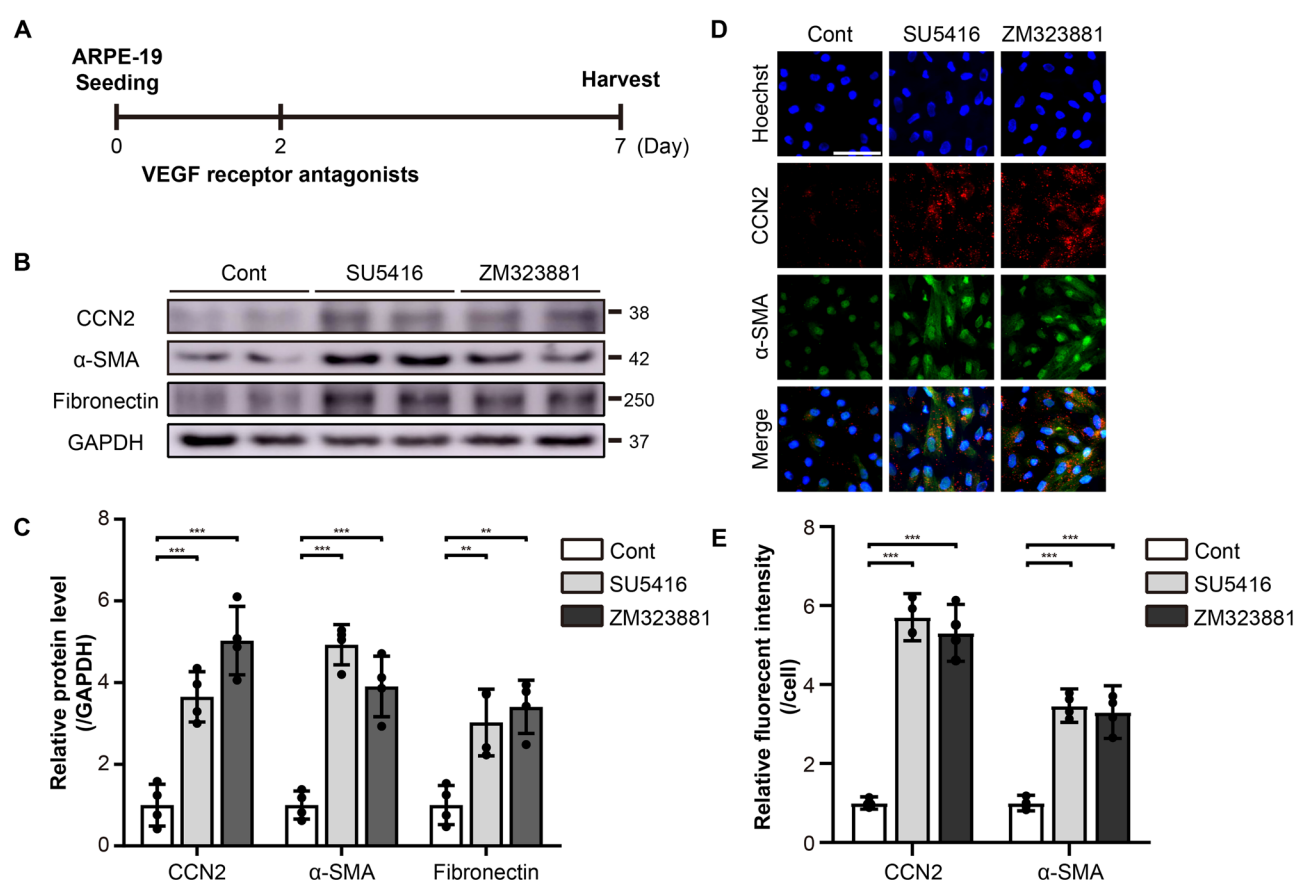 A
ARPE-19
Seeding
Harvest
0
2
7 (Day)
VEGF receptor antagonists
B
Cont
SU5416
ZM323881
CCN2
38
α-SMA
42
Fibronectin
250
GAPDH
37
C
Relative protein level
(/GAPDH)
8
6
4
2
0
***
***
***
***
**
**
CCN2
α-SMA
Fibronectin
Cont
SU5416
ZM323881
D
Cont
SU5416
ZM323881
Hoechst
CCN2
α-SMA
Merge
E
Relative fluorecent intensity
(/cell)
8
6
4
2
0
***
***
***
***
CCN2
α-SMA
Cont
SU5416
ZM323881